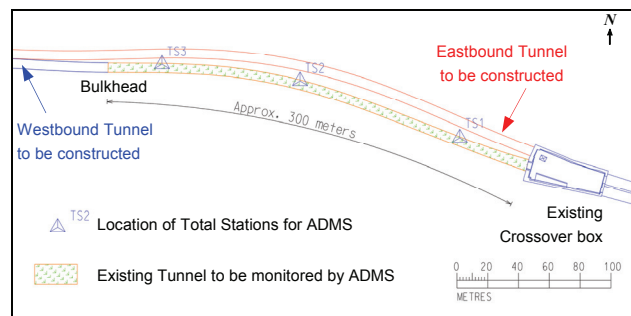 N
TS3
TS2
Eastbound Tunnel
to be constructed
Bulkhead
TS1
Approx. 300 meters
Westbound Tunnel
to be constructed
TS2
Location of Total Stations for ADMS
Existing
Crossover box
Existing Tunnel to be monitored by ADMS
0 20 40 60 80 100
METRES